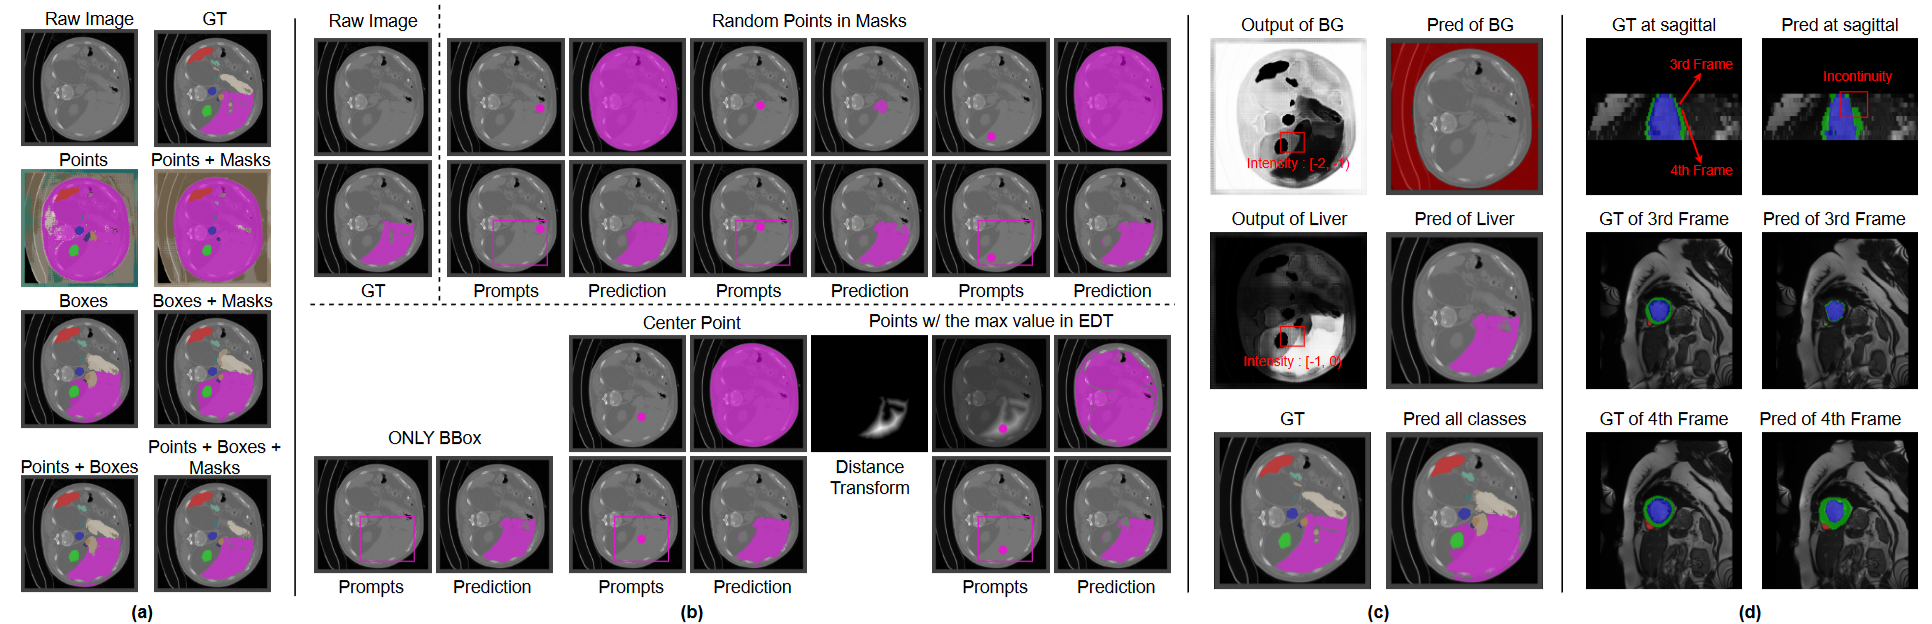 Raw Image
GT
Points
Points + Masks
Boxes
Boxes + Masks
Points + Boxes
Points + Boxes +
Masks
(a)
Raw Image
Random Points in Masks
GT
Prompts
Prediction
Prompts
Prediction
Prompts
Prediction
Center Point
Points w/ the max value in EDT
ONLY BBox
Distance
Transform
Prompts
Prediction
Prompts
Prediction
Prompts
Prediction
(b)
Output of BG
Pred of BG
Intensity : [-2, -1)
Output of Liver
Pred of Liver
Intensity : [-1, 0)
GT
Pred all classes
(c)
GT at sagittal
Pred at sagittal
3rd Frame
Incontinuity
4th Frame
GT of 3rd Frame
Pred of 3rd Frame
GT of 4th Frame
Pred of 4th Frame
(d)